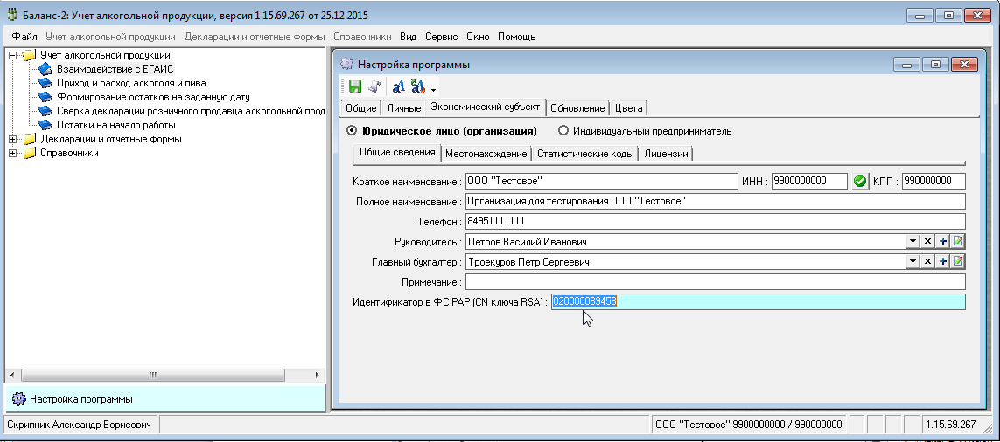 Баланс-2: Учет алкогольной продукции, версия 1.15.69.267 от 25.12.2015
Файл Учет алкогольной продукции Декларации и отчетные формы Справочники Вид Сервис Окно Помощь
Учет алкогольной продукции
Взаимодействие с ЕГАИС
Приход и расход алкоголя и пива
Формирование остатков на заданную дату
Сверка декларации розничного продавца алкогольной прод
Остатки на начало работы
Декларации и отчетные формы
Справочники
Настройка программы
Настройка программы
Общие Личные Экономический субъект Обновление Цвета
Юридическое лицо (организация) Индивидуальный предприниматель
Общие сведения Местонахождение Статистические коды Лицензии
Краткое наименование : ООО "Тестовое" ИНН : 9900000000 КПП : 990000000
Полное наименование : Организация для тестирования ООО "Тестовое"
Телефон : 84951111111
Руководитель : Петров Василий Иванович
Главный бухгалтер : Троекуров Петр Сергеевич
Примечание :
Идентификатор в ФС РАР (CN ключа RSA) : 020000089458
Скрипник Александр Борисович ООО "Тестовое" 9900000000 / 990000000 1.15.69.267